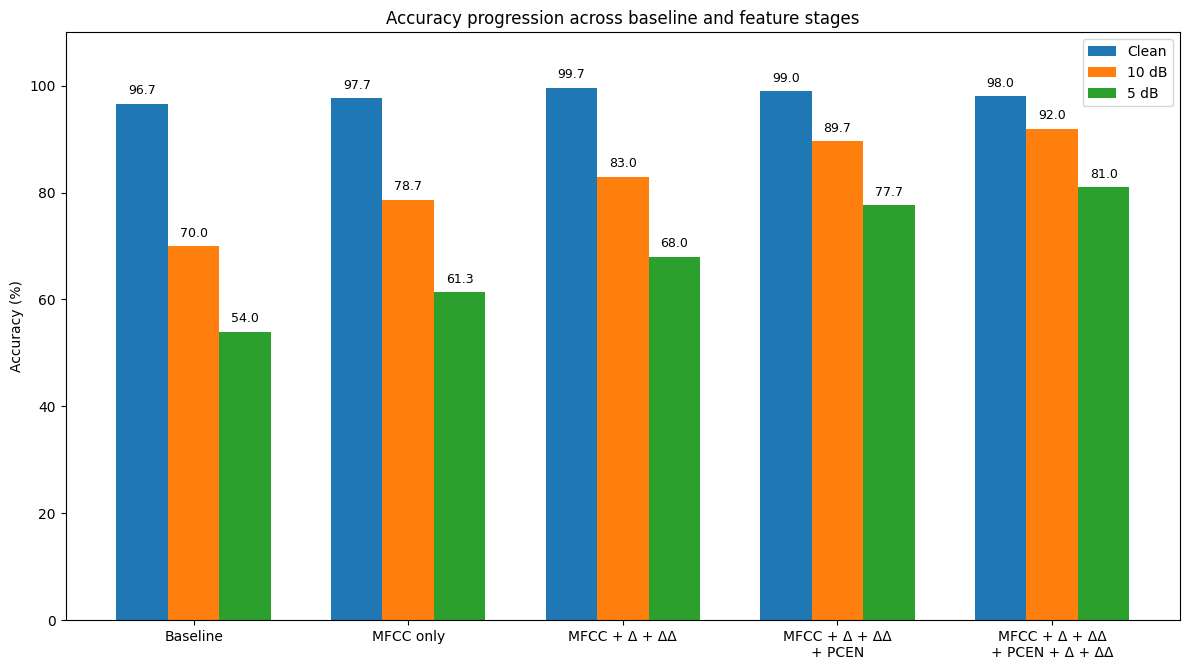 Accuracy progression across baseline and feature stages
Clean
10 dB
5 dB
Accuracy (%)
100
80
60
40
20
0
96.7
70.0
54.0
97.7
78.7
61.3
99.7
83.0
68.0
99.0
89.7
77.7
98.0
92.0
81.0
Baseline
MFCC only
MFCC + Δ + ΔΔ
MFCC + Δ + ΔΔ
+ PCEN
MFCC + Δ + ΔΔ
+ PCEN + Δ + ΔΔ